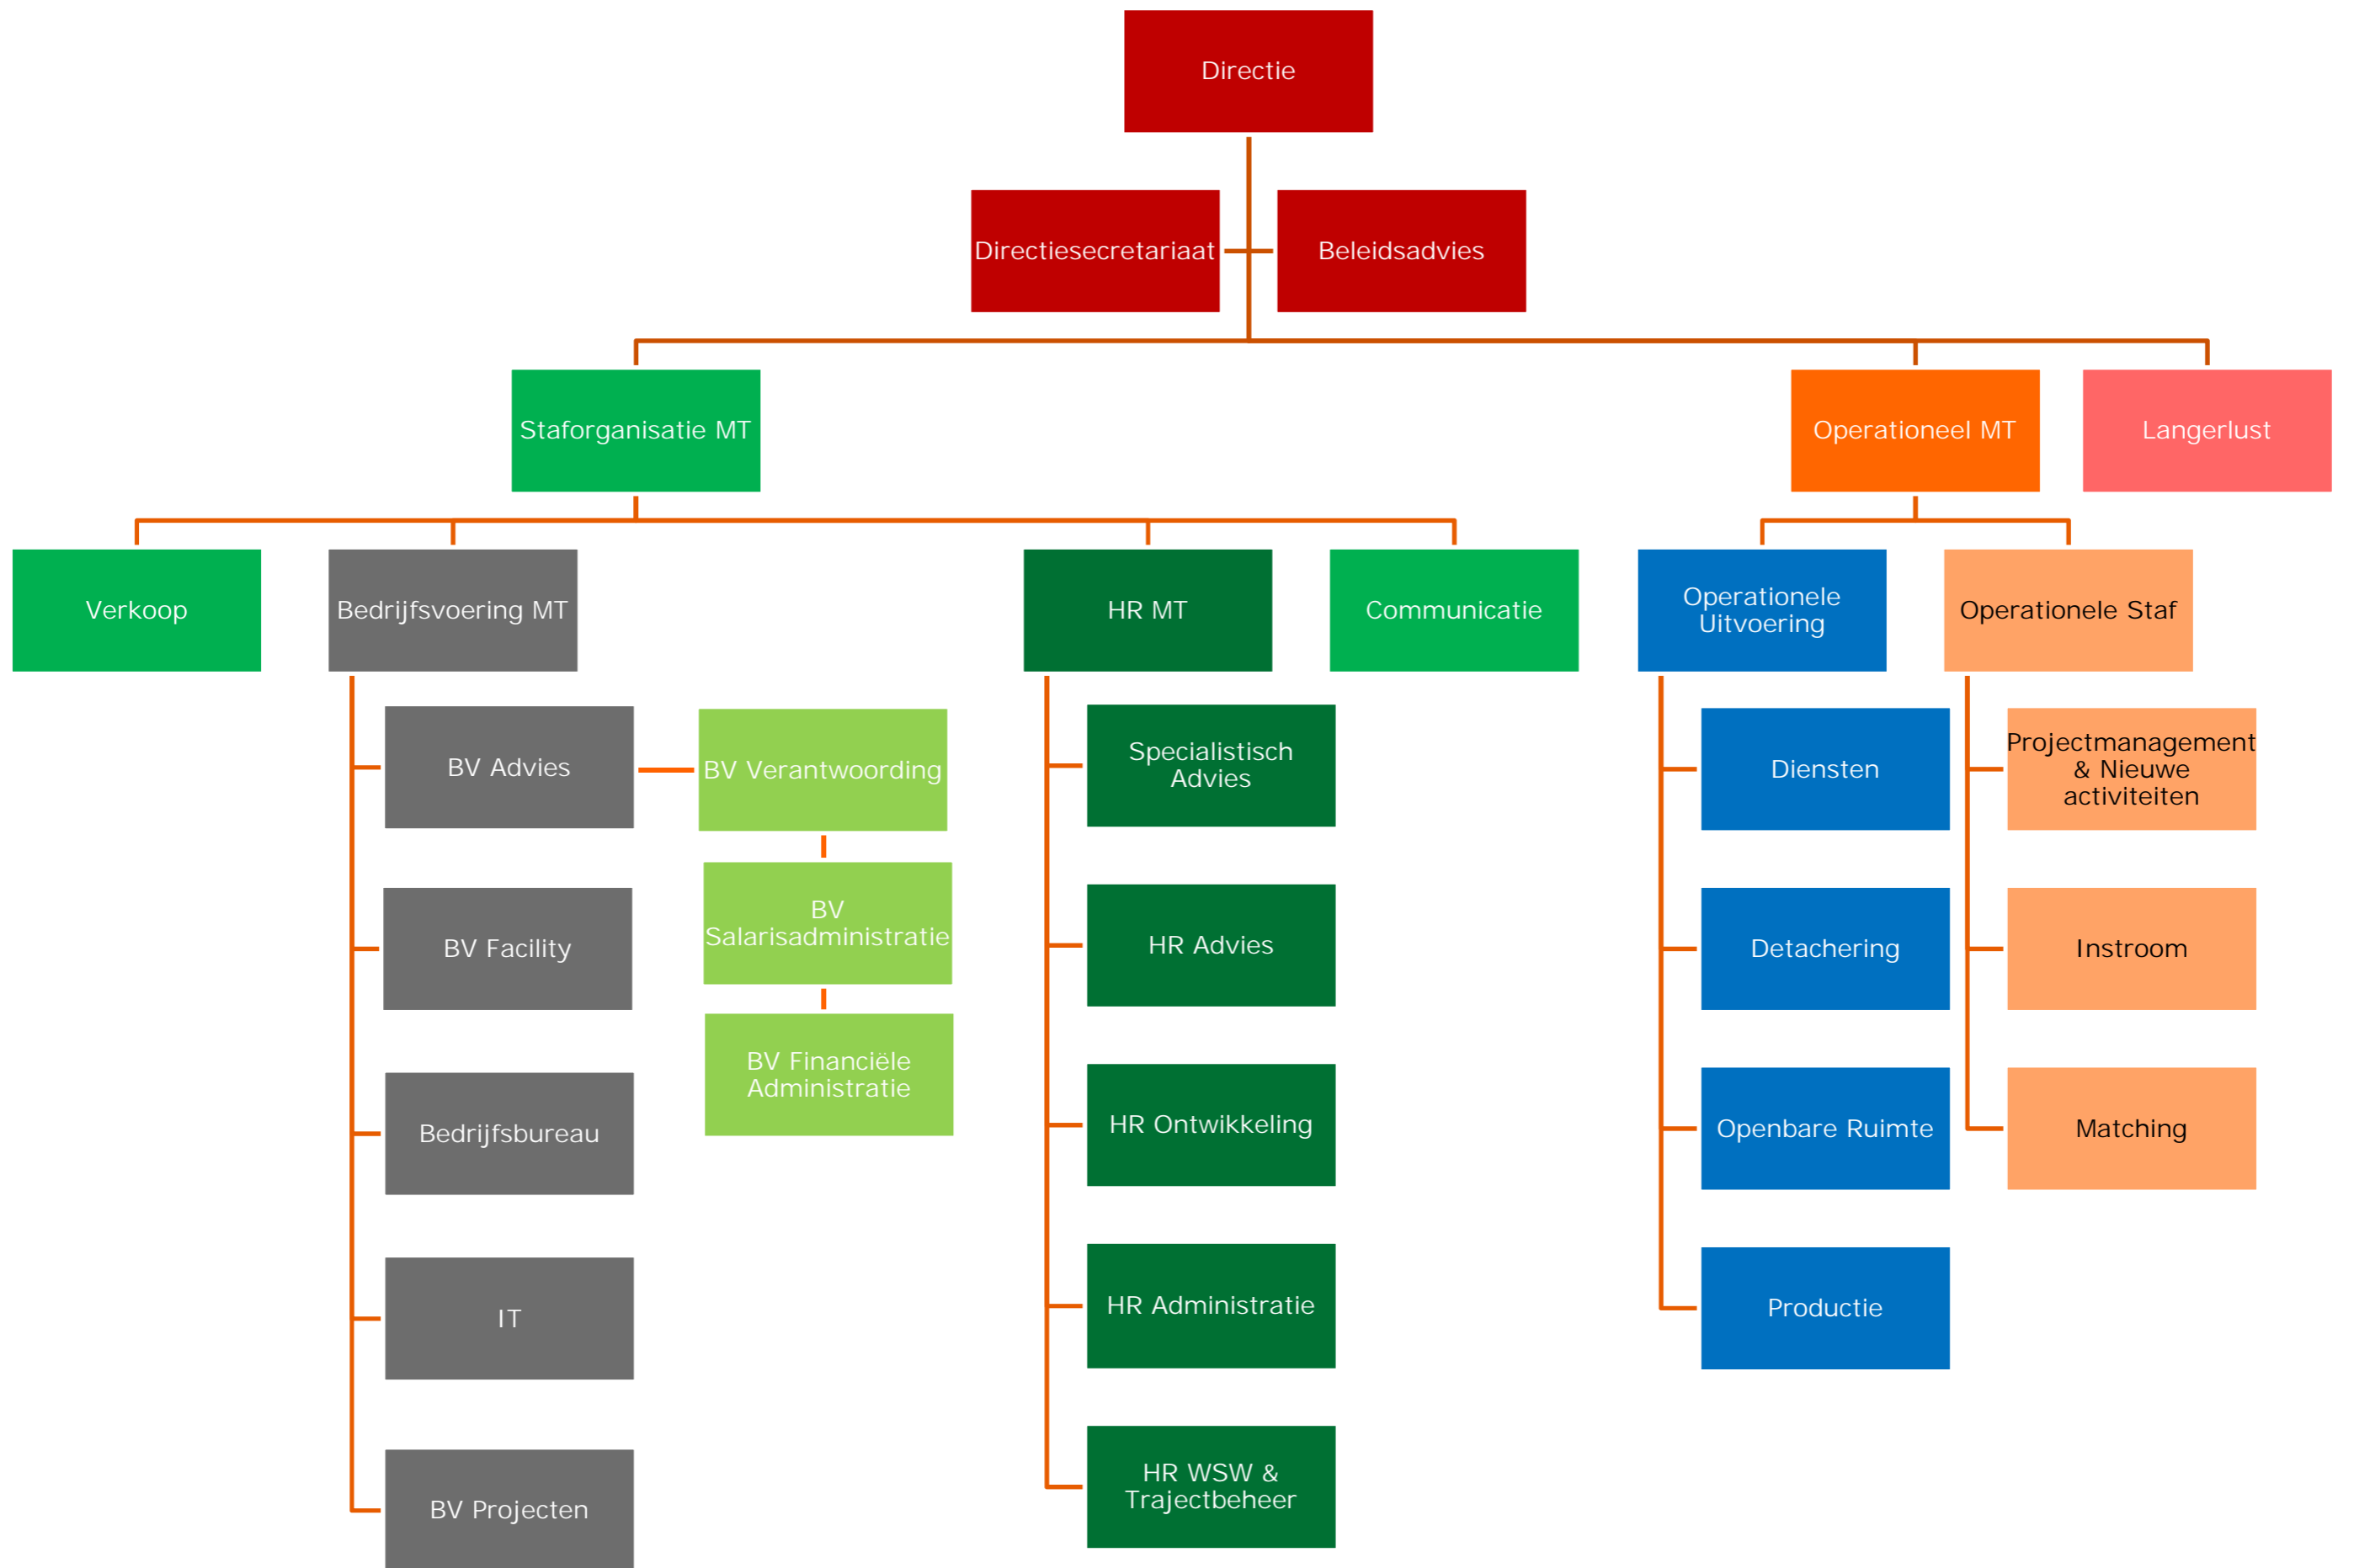 Directie
Directiesecretariaat
Beleidsadvies
Staforganisatie MT
Operationeel MT
Langerlust
Verkoop
Bedrijfsvoering MT
HR MT
Communicatie
Operationele
Uitvoering
Operationele Staf
BV Advies
BV Verantwoording
BV
Salarisadministratie
BV Financiële
Administratie
BV Facility
Bedrijfsbureau
IT
BV Projecten
Specialistisch
Advies
HR Advies
HR Ontwikkeling
HR Administratie
HR WSW &
Trajectbeheer
Diensten
Detachering
Openbare Ruimte
Productie
Projectmanagement
& Nieuwe
activiteiten
Instroom
Matching